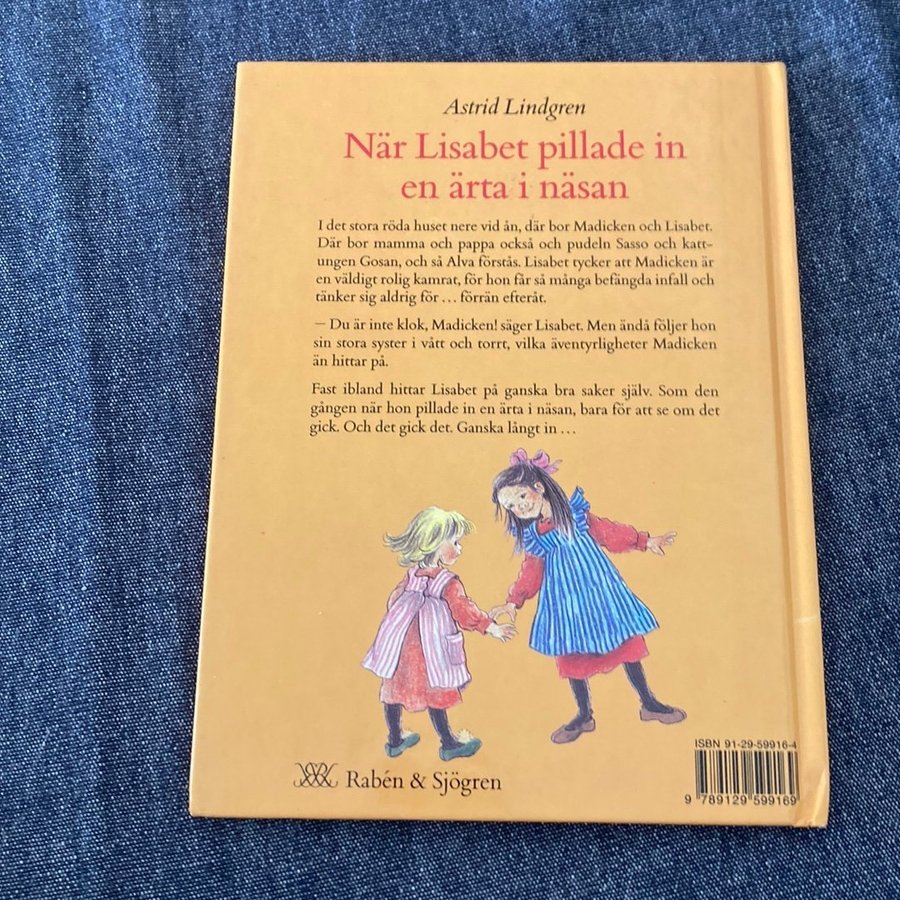 Astrid Lindgren
När Lisabet pillade in
en ärta i näsan
I det stora röda huset nere vid ån, där bor Madicken och Lisabet.
Där bor mamma och pappa också och pudeln Sasso och katt-
ungen Gosan, och så Alva förstås. Lisabet tycker att Madicken är
en väldigt rolig kamrat, för hon får så många befängda infall och
tänker sig aldrig för … förrän efteråt.
– Du är inte klok, Madicken! säger Lisabet. Men ändå följer hon
sin stora syster i vått och torrt, vilka äventyrligheter Madicken
än hittar på.
Fast ibland hittar Lisabet på ganska bra saker själv. Som den
gången när hon pillade in en ärta i näsan, bara för att se om det
gick. Och det gick det. Ganska långt in …
ISBN 91-29-59916-4
Rabén & Sjögren
9 789129 599169